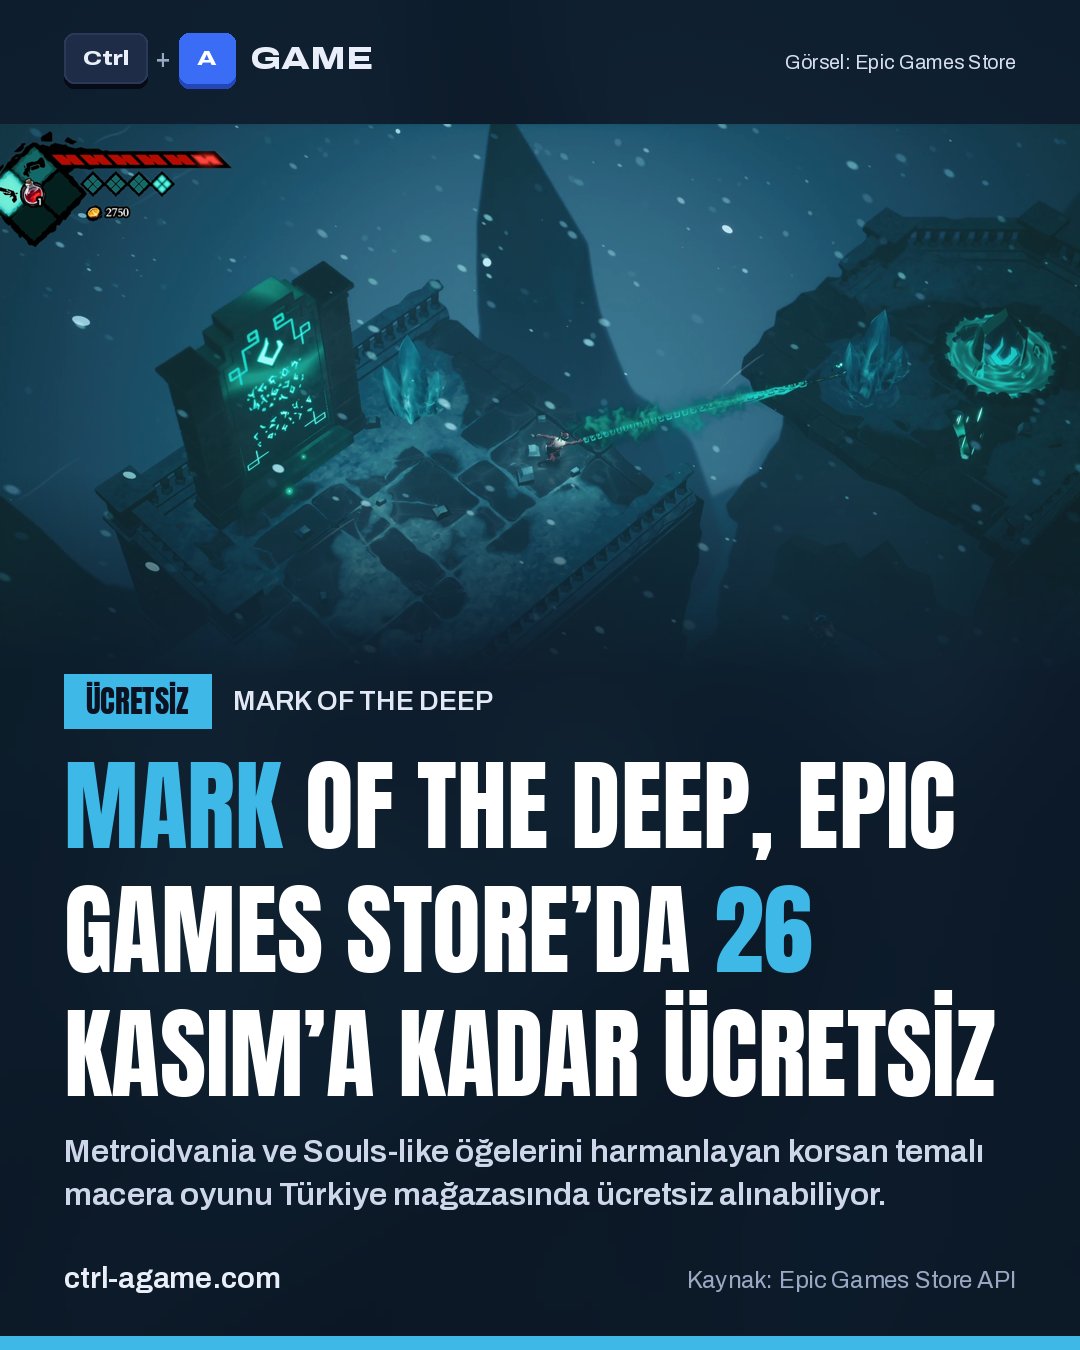 Ctrl + A GAME
Görsel: Epic Games Store
2750
ÜCRETSİZ
MARK OF THE DEEP
MARK OF THE DEEP, EPIC
GAMES STORE’DA 26
KASIM’A KADAR ÜCRETSİZ
Metroidvania ve Souls-like öğelerini harmanlayan korsan temalı
macera oyunu Türkiye mağazasında ücretsiz alınabiliyor.
ctrl-agame.com
Kaynak: Epic Games Store API